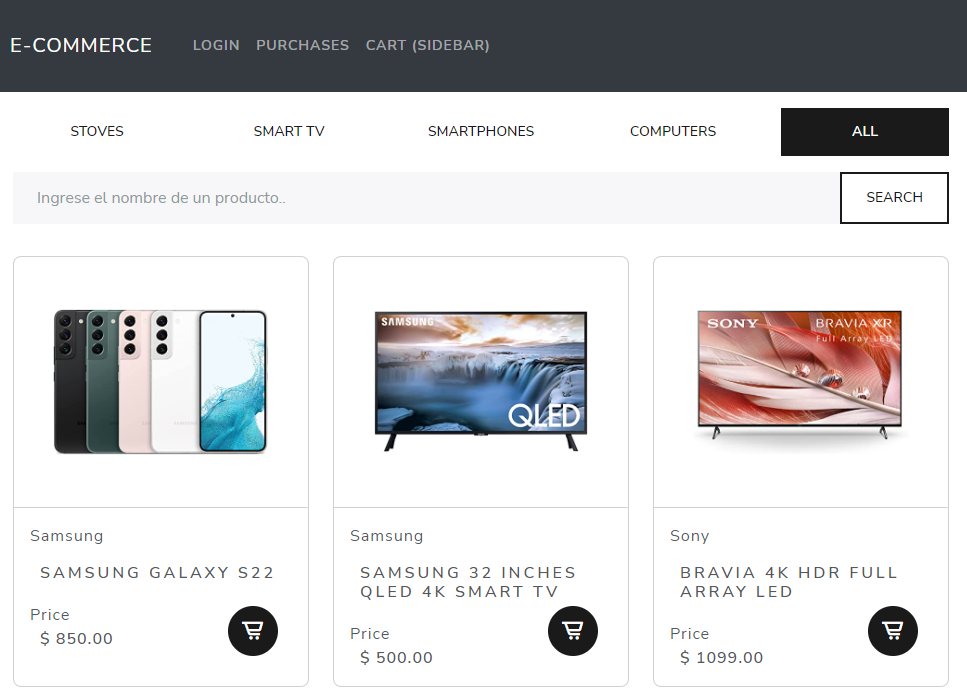 E-COMMERCE LOGIN PURCHASES CART (SIDEBAR)
STOVES SMART TV SMARTPHONES COMPUTERS ALL
Ingrese el nombre de un producto.. SEARCH
SAMSUNG
QLED
SONY BRAVIA XR
Full Array LED
Samsung
SAMSUNG GALAXY S22
Price
$ 850.00
Samsung
SAMSUNG 32 INCHES
QLED 4K SMART TV
Price
$ 500.00
Sony
BRAVIA 4K HDR FULL
ARRAY LED
Price
$ 1099.00